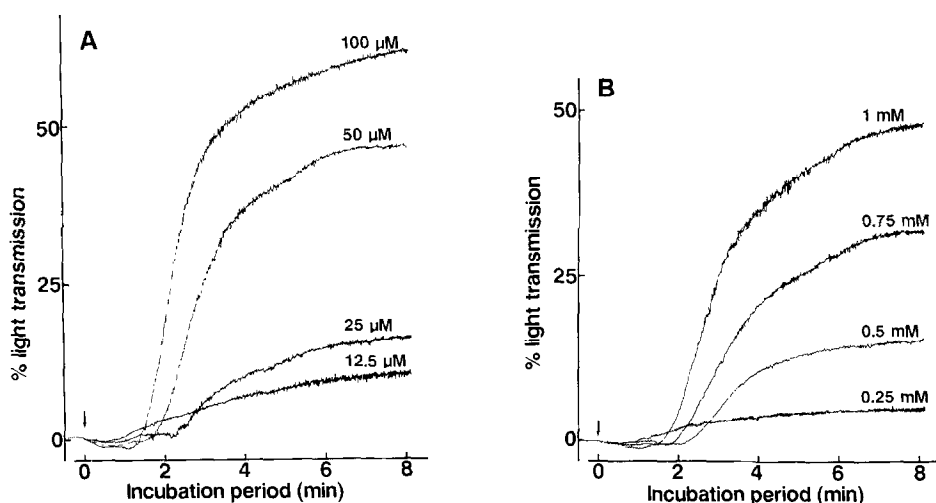 A
100 µM
50 µM
25 µM
12.5 µM
50
25
0
% light transmission
0 2 4 6 8
Incubation period (min)
B
1 mM
0.75 mM
0.5 mM
0.25 mM
50
25
0
% light transmission
0 2 4 6 8
Incubation period (min)